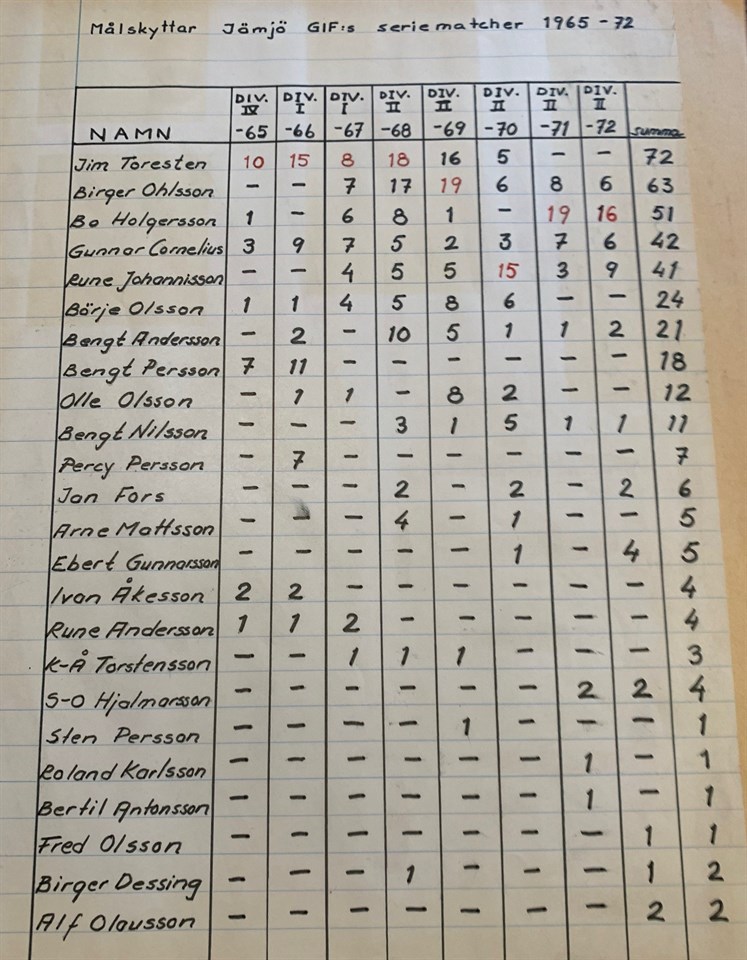 Målskyttar Jämjö GIF:s seriematcher 1965-72
DIV. DIV. DIV. DIV. DIV. DIV. DIV. DIV.
IV I I II II II II II
NAMN -65 -66 -67 -68 -69 -70 -71 -72 summa
Jim Toresten 10 15 8 18 16 5 - - 72
Birger Ohlsson - - 7 17 19 6 8 6 63
Bo Holgersson 1 - 6 8 1 - 19 16 51
Gunnar Cornelius 3 9 7 5 2 3 7 6 42
Rune Johannisson - - 4 5 5 15 3 9 41
Börje Olsson 1 1 4 5 8 6 - - 24
Bengt Andersson - 2 - 10 5 1 1 2 21
Bengt Persson 7 11 - - - - - - 18
Olle Olsson - 1 1 - 8 2 - - 12
Bengt Nilsson - - - 3 1 5 1 1 11
Percy Persson - 7 - - - - - - 7
Jan Fors - - - 2 - 2 - 2 6
Arne Mattsson - - - 4 - 1 - - 5
Ebert Gunnarsson - - - - - 1 - 4 5
Ivan Åkesson 2 2 - - - - - - 4
Rune Andersson 1 1 2 - - - - - 4
K-Å Torstensson - - 1 1 1 - - - 3
S-O Hjalmarsson - - - - - - 2 2 4
Sten Persson - - - - 1 - - - 1
Roland Karlsson - - - - - - 1 - 1
Bertil Antonsson - - - - - - 1 - 1
Fred Olsson - - - - - - - 1 1
Birger Dessing - - - 1 - - - 1 2
Alf Olausson - - - - - - - 2 2